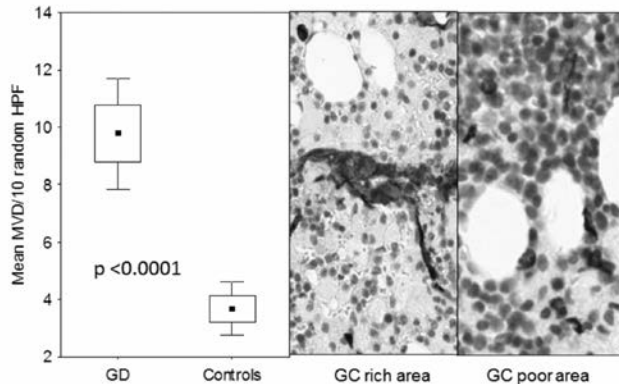 Mean MVD/10 random HPF
14
12
10
8
6
4
2
p <0.0001
GD
Controls
GC rich area
GC poor area